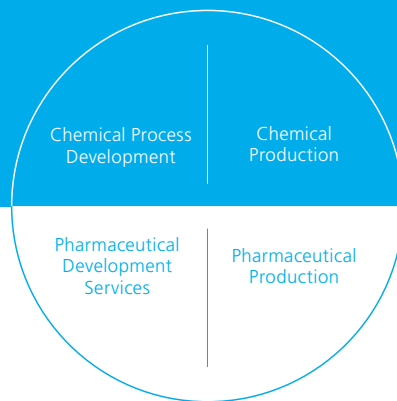 Chemical Process
Development
Chemical
Production
Pharmaceutical
Development
Services
Pharmaceutical
Production